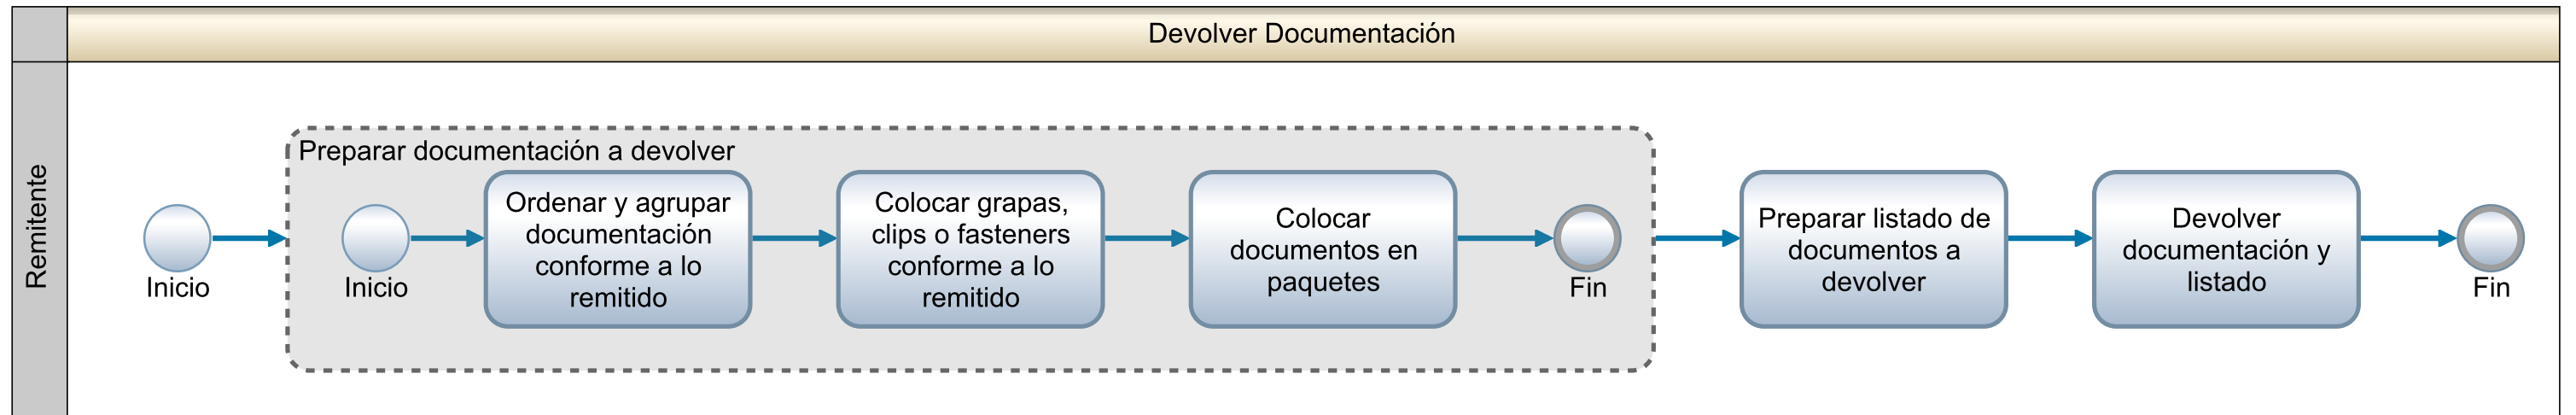 Devolver Documentación
Remitente
Inicio
Preparar documentación a devolver
Inicio
Ordenar y agrupar
documentación
conforme a lo
remitido
Colocar grapas,
clips o fasteners
conforme a lo
remitido
Colocar
documentos en
paquetes
Fin
Preparar listado de
documentos a
devolver
Devolver
documentación y
listado
Fin